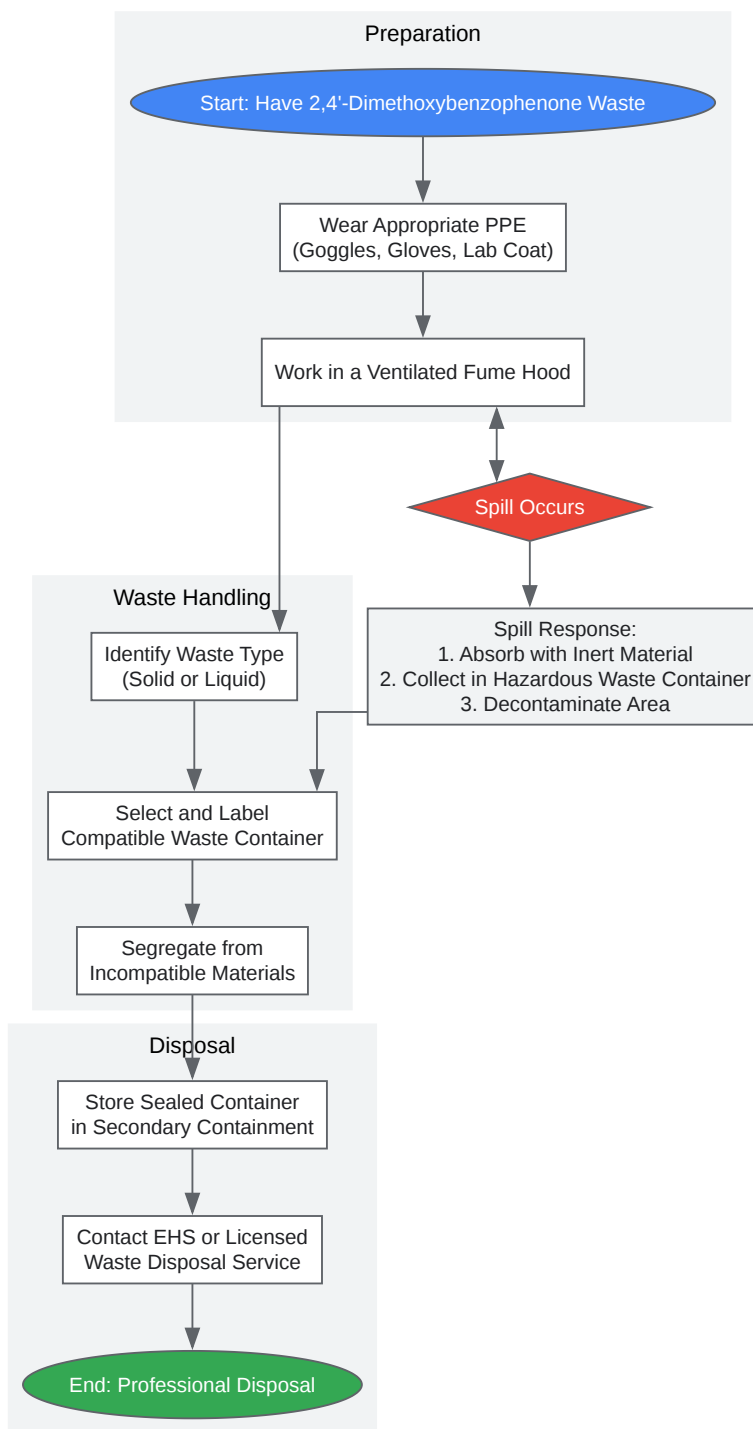 Preparation
Start: Have 2,4'-Dimethoxybenzophenone Waste
Wear Appropriate PPE
(Goggles, Gloves, Lab Coat)
Work in a Ventilated Fume Hood
Spill Occurs
Spill Response:
1. Absorb with Inert Material
2. Collect in Hazardous Waste Container
3. Decontaminate Area
Waste Handling
Identify Waste Type
(Solid or Liquid)
Select and Label
Compatible Waste Container
Segregate from
Incompatible Materials
Disposal
Store Sealed Container
in Secondary Containment
Contact EHS or Licensed
Waste Disposal Service
End: Professional Disposal